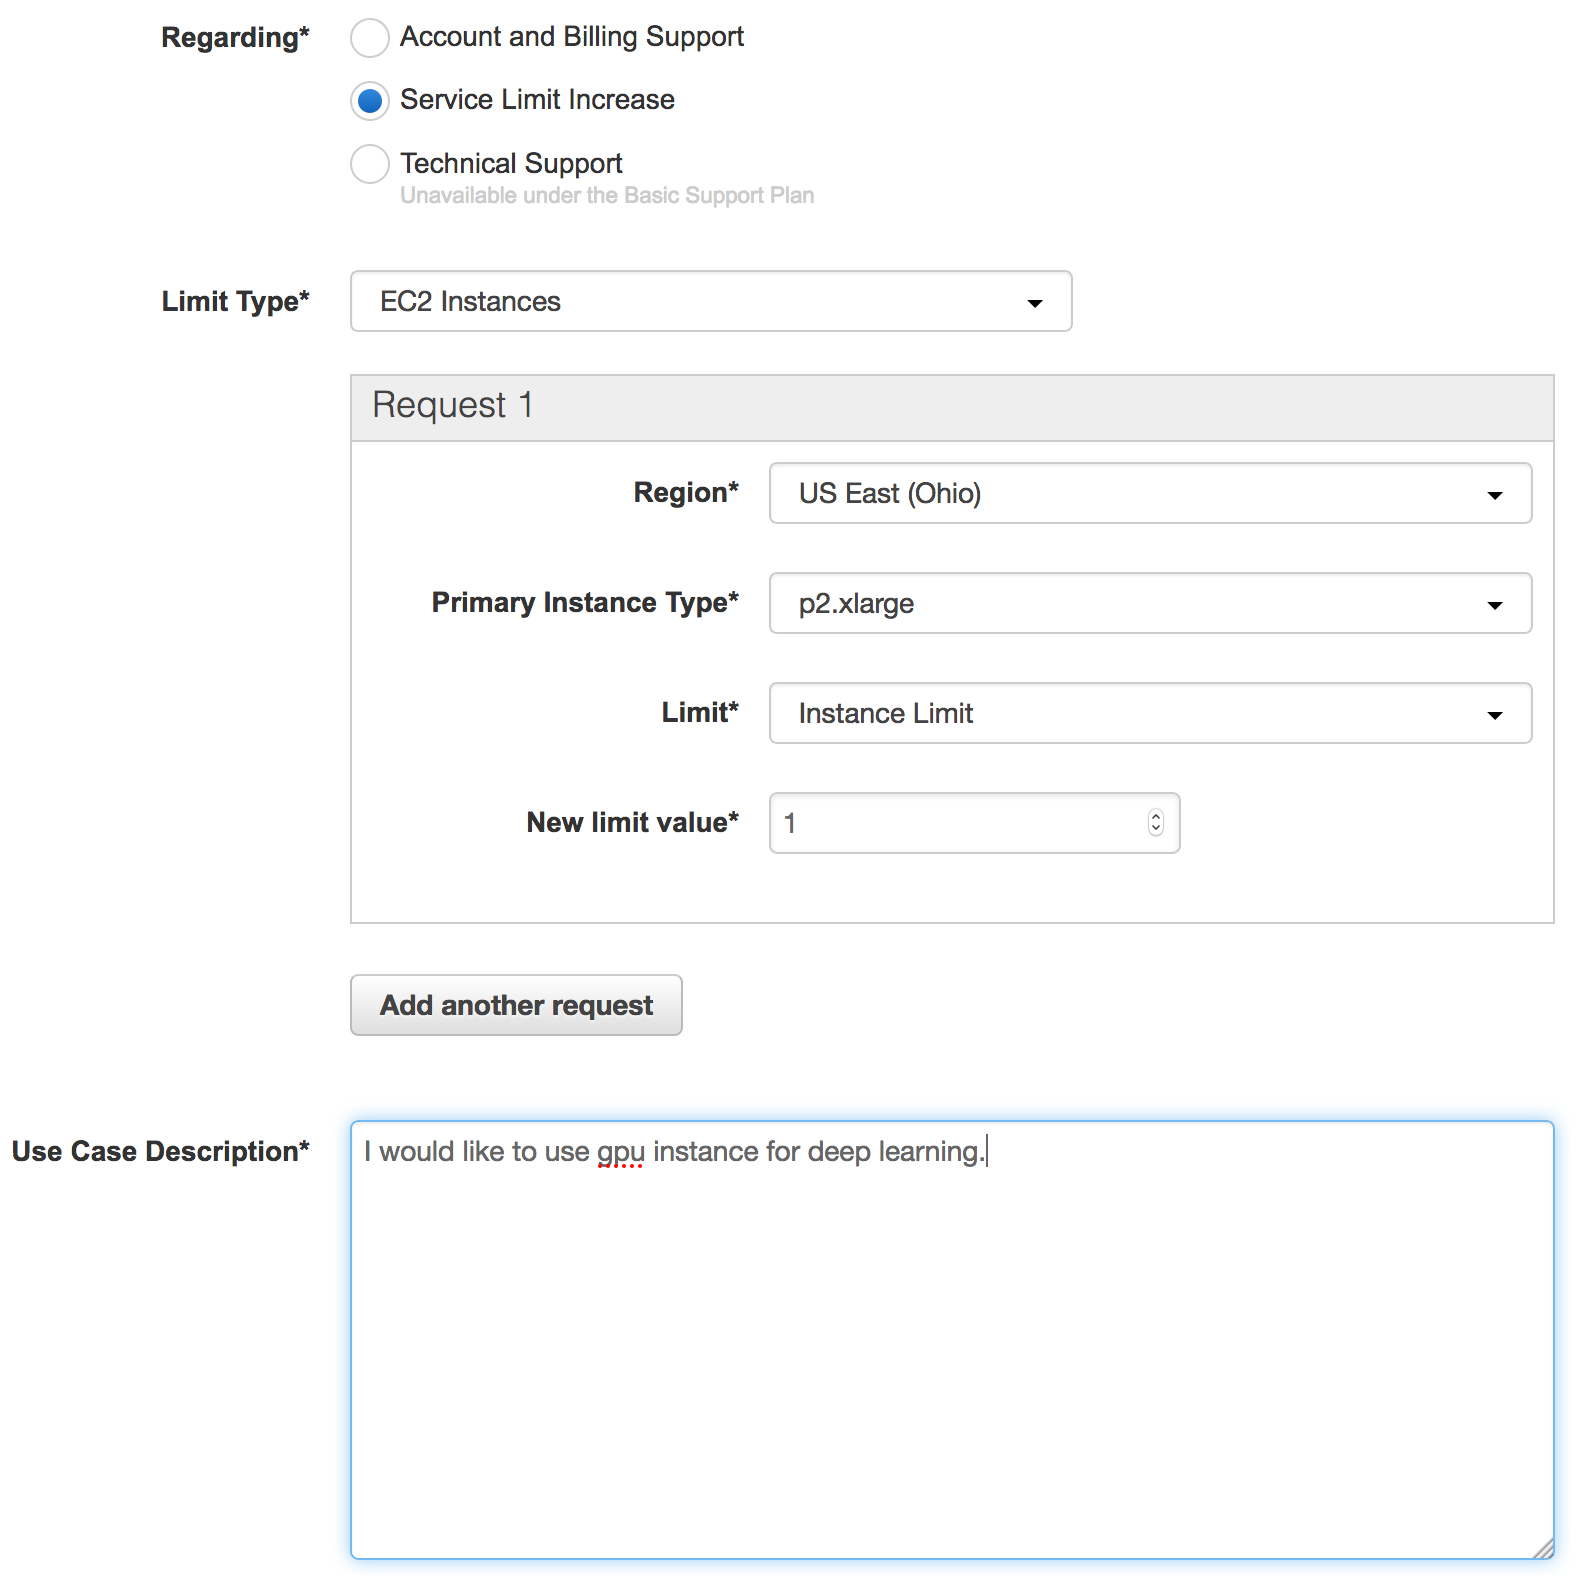 Regarding*
Account and Billing Support
Service Limit Increase
Technical Support
Unavailable under the Basic Support Plan
Limit Type*
EC2 Instances
Request 1
Region*
US East (Ohio)
Primary Instance Type*
p2.xlarge
Limit*
Instance Limit
New limit value*
1
Add another request
Use Case Description*
I would like to use gpu instance for deep learning.